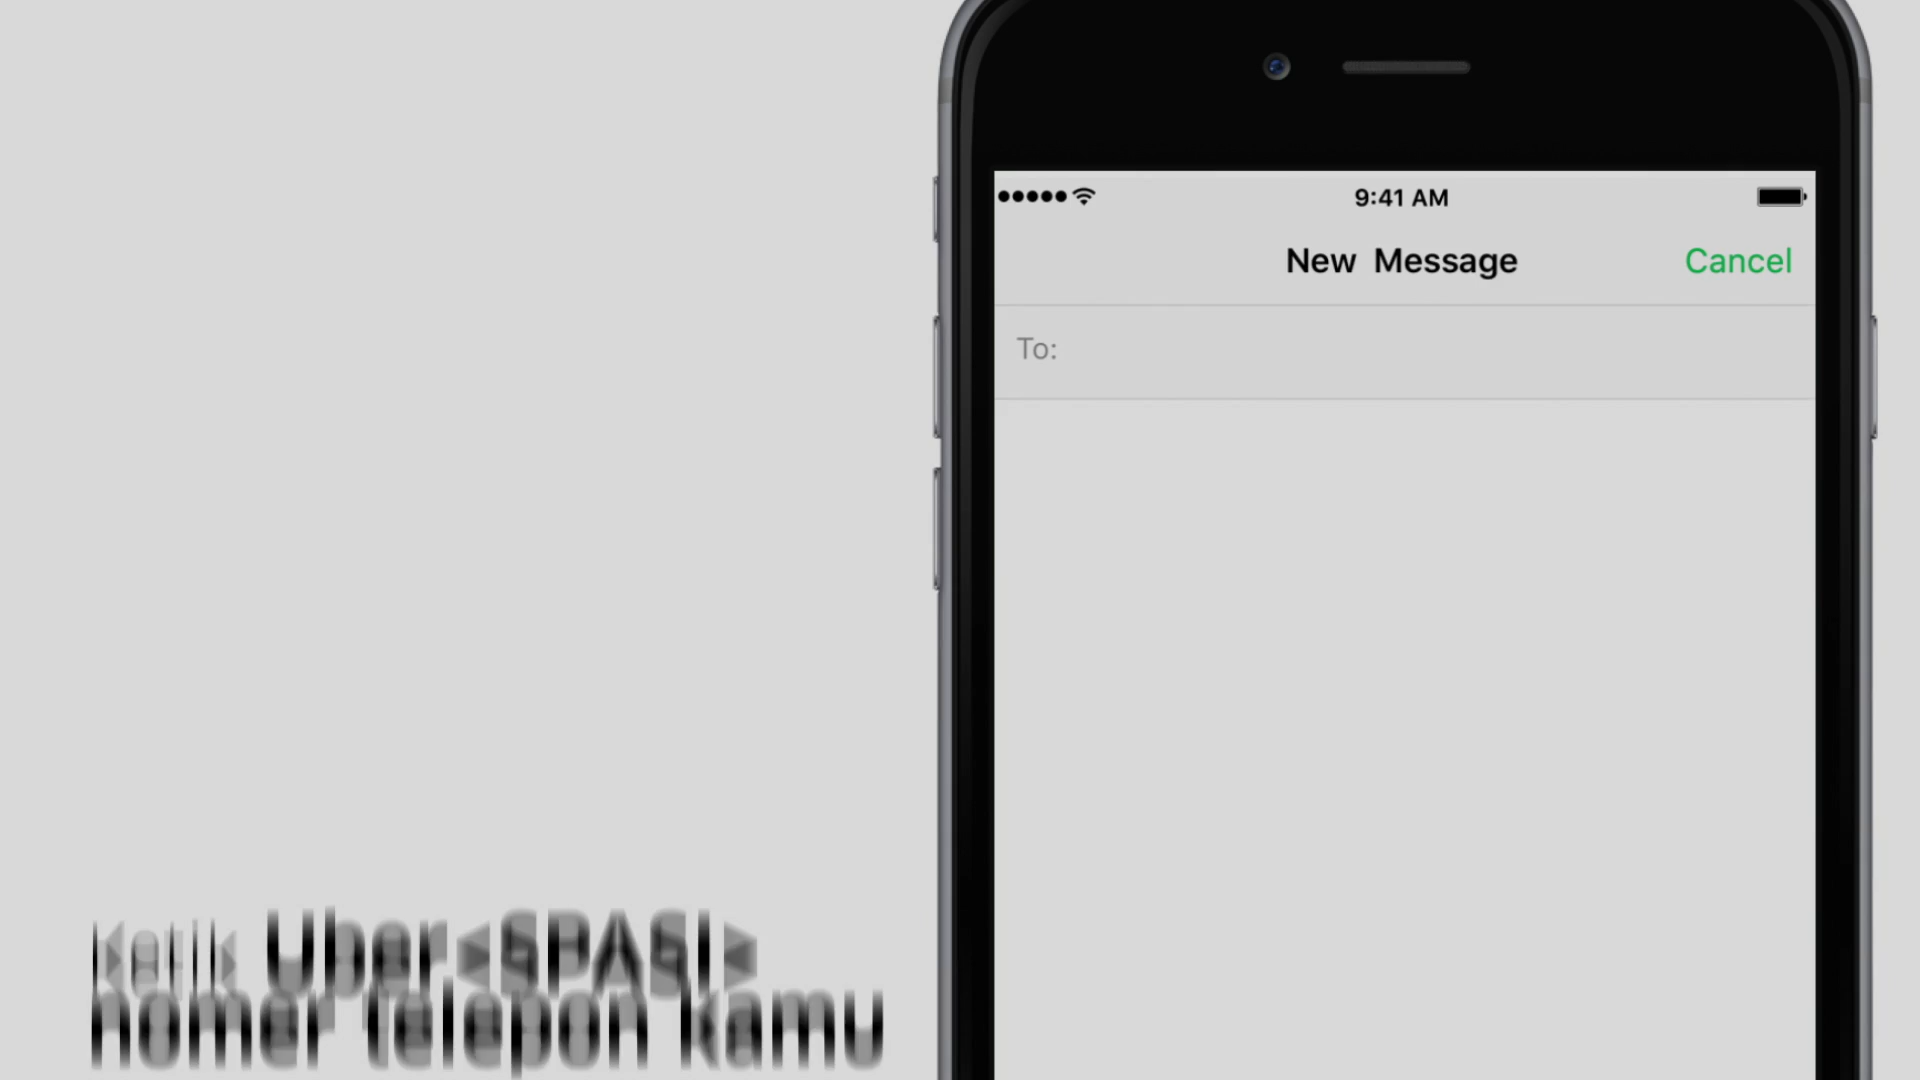 9:41 AM
New Message
Cancel
To:
Ketik Uber<SPASI>
nomer telepon kamu